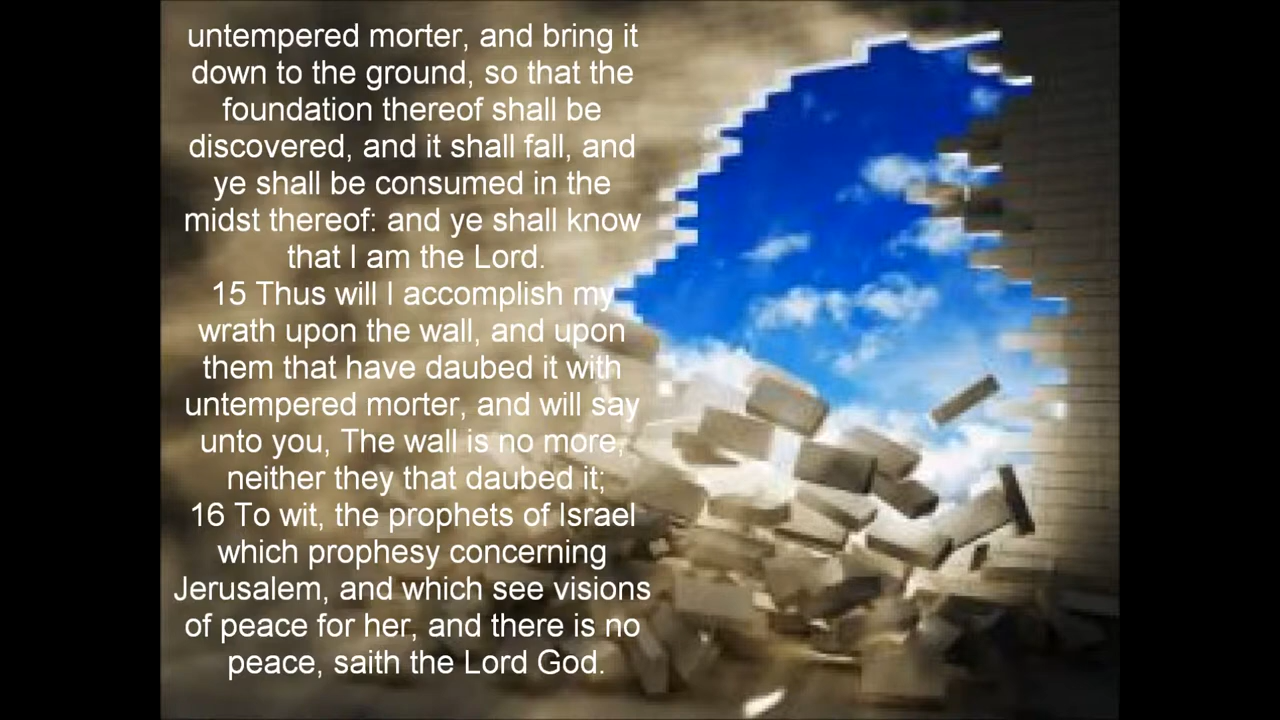 untempered morter, and bring it
down to the ground, so that the
foundation thereof shall be
discovered, and it shall fall, and
ye shall be consumed in the
midst thereof: and ye shall know
that I am the Lord.
15 Thus will I accomplish my
wrath upon the wall, and upon
them that have daubed it with
untempered morter, and will say
unto you, The wall is no more,
neither they that daubed it;
16 To wit, the prophets of Israel
which prophesy concerning
Jerusalem, and which see visions
of peace for her, and there is no
peace, saith the Lord God.